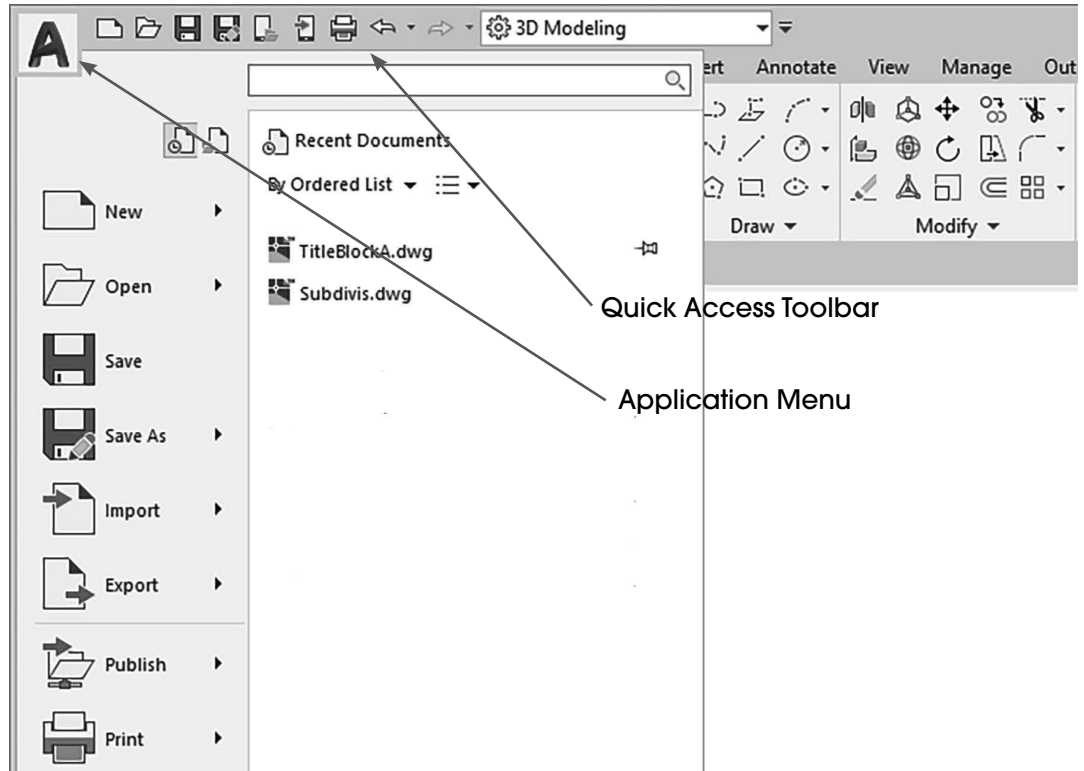 A
3D Modeling
ert Annotate View Manage Out
Recent Documents
By Ordered List
New
TitleBlockA.dwg
Draw Modify
Open
Subdivis.dwg
Quick Access Toolbar
Save
Application Menu
Save As
Import
Export
Publish
Print